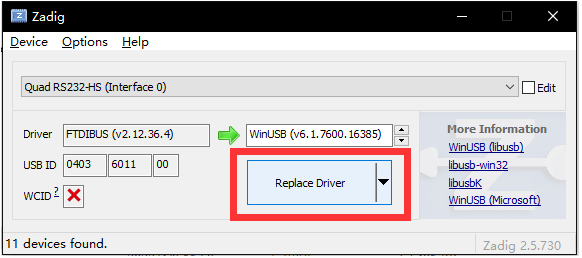 Zadig
Device Options Help
Quad RS232-HS (Interface 0) Edit
Driver FTDIBUS (v2.12.36.4) WinUSB (v6.1.7600.16385)
USB ID 0403 6011 00
WCID ?
Replace Driver
More Information
WinUSB (libusb)
libusb-win32
libusbK
WinUSB (Microsoft)
11 devices found. Zadig 2.5.730